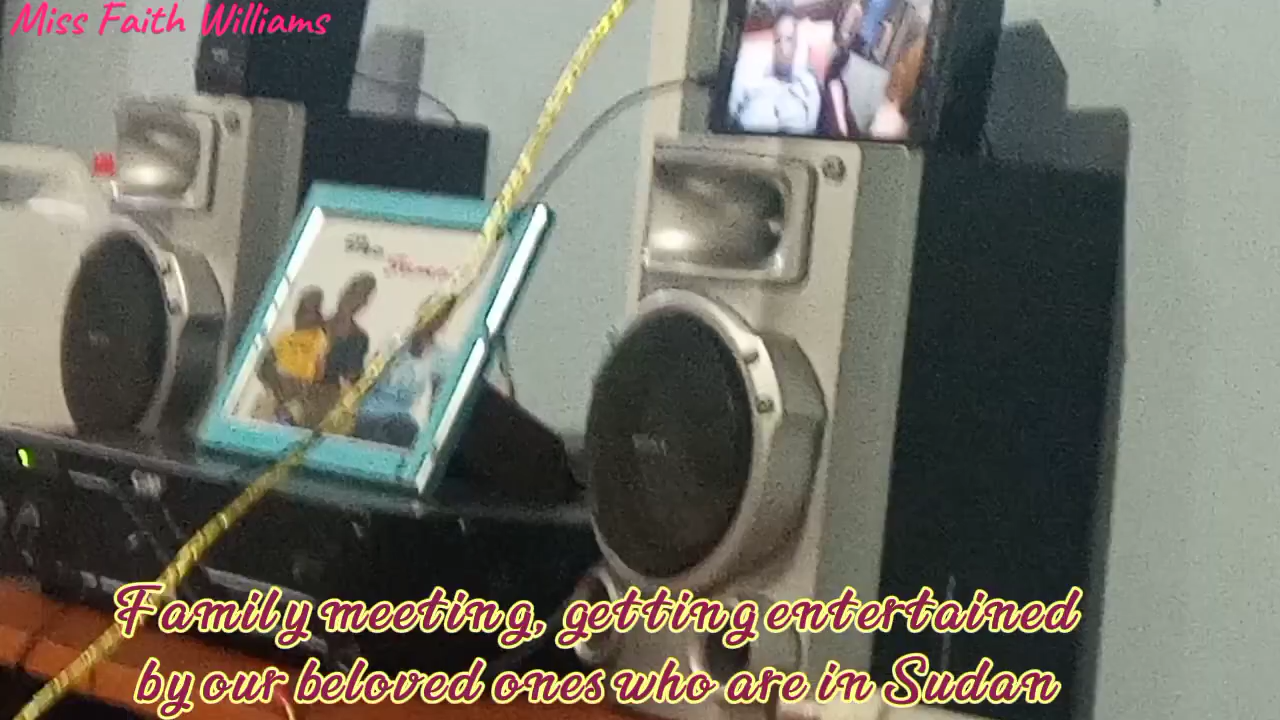 Miss Faith Williams
Family meeting, getting entertained
by our beloved ones who are in Sudan